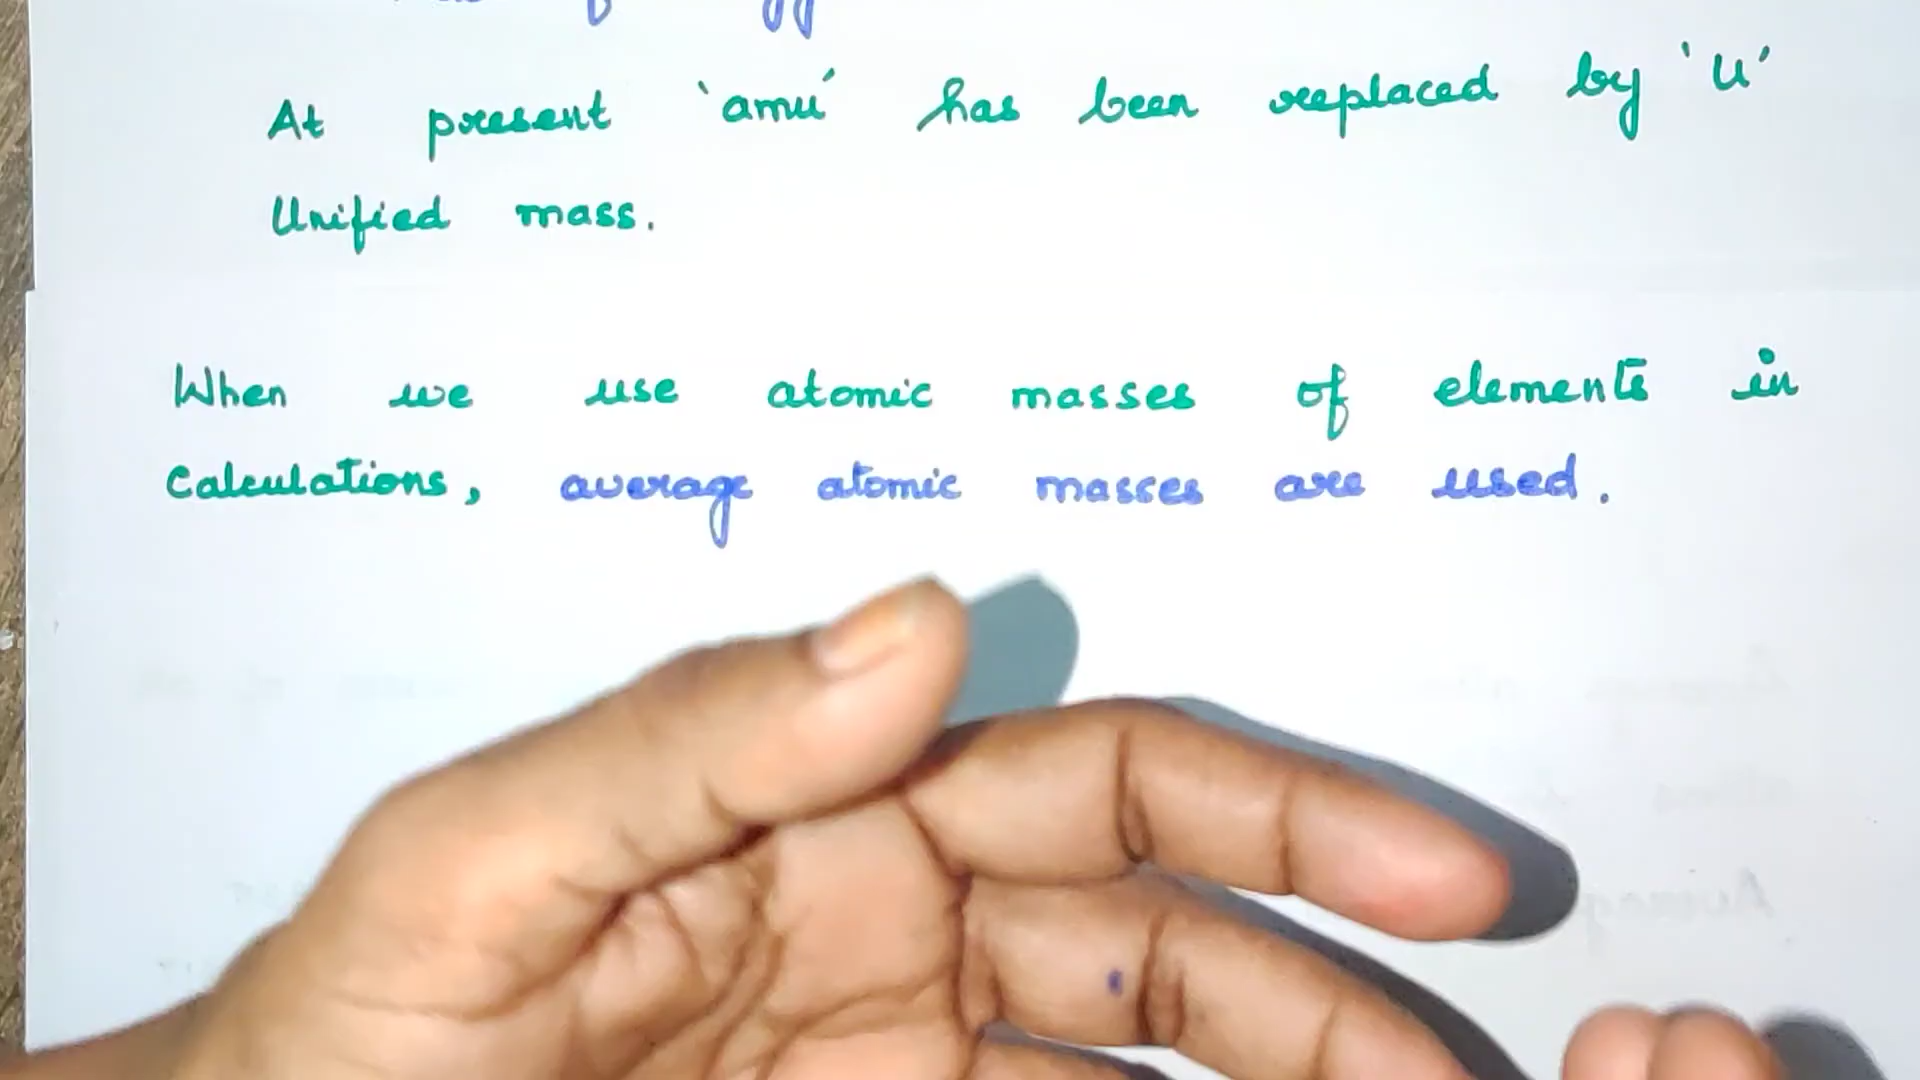 At present 'amu' has been replaced by 'u'
Unified mass.
When we use atomic masses of elements in
Calculations, average atomic masses are used.